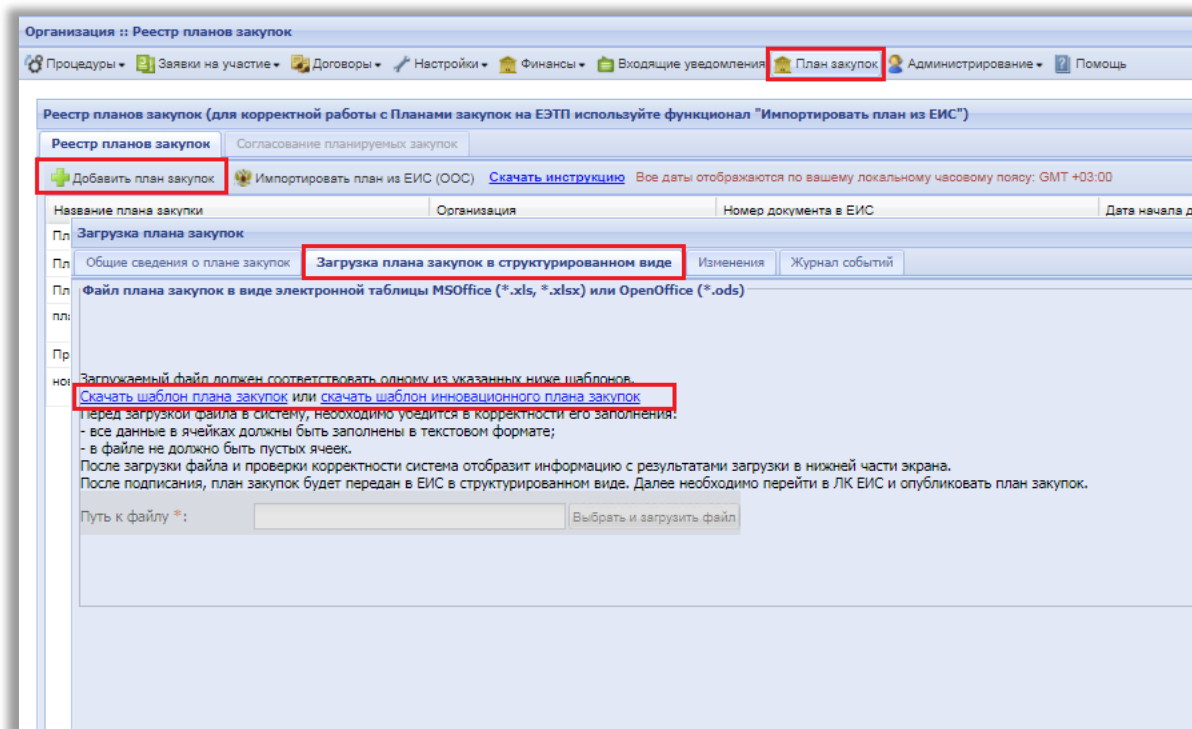 Организация :: Реестр планов закупок
Процедуры Заявки на участие Договоры Настройки Финансы Входящие уведомления План закупок Администрирование Помощь
Реестр планов закупок (для корректной работы с Планами закупок на ЕЭТП используйте функционал "Импортировать план из ЕИС")
Реестр планов закупок Согласование планируемых закупок
Добавить план закупок Импортировать план из ЕИС (ООС) Скачать инструкцию Все даты отображаются по вашему локальному часовому поясу: GMT +03:00
Название плана закупки Организация Номер документа в ЕИС Дата начала д
Пл Загрузка плана закупок
Пл Общие сведения о плане закупок Загрузка плана закупок в структурированном виде Изменения Журнал событий
Пл Файл плана закупок в виде электронной таблицы MSOffice (*.xls, *.xlsx) или OpenOffice (*.ods)
пла
Пр
нов Загружаемый файл должен соответствовать одному из указанных ниже шаблонов.
Скачать шаблон плана закупок или скачать шаблон инновационного плана закупок
Перед загрузкой файла в систему, необходимо убедится в корректности его заполнения:
- все данные в ячейках должны быть заполнены в текстовом формате;
- в файле не должно быть пустых ячеек.
После загрузки файла и проверки корректности система отобразит информацию с результатами загрузки в нижней части экрана.
После подписания, план закупок будет передан в ЕИС в структурированном виде. Далее необходимо перейти в ЛК ЕИС и опубликовать план закупок.
Путь к файлу *: Выбрать и загрузить файл